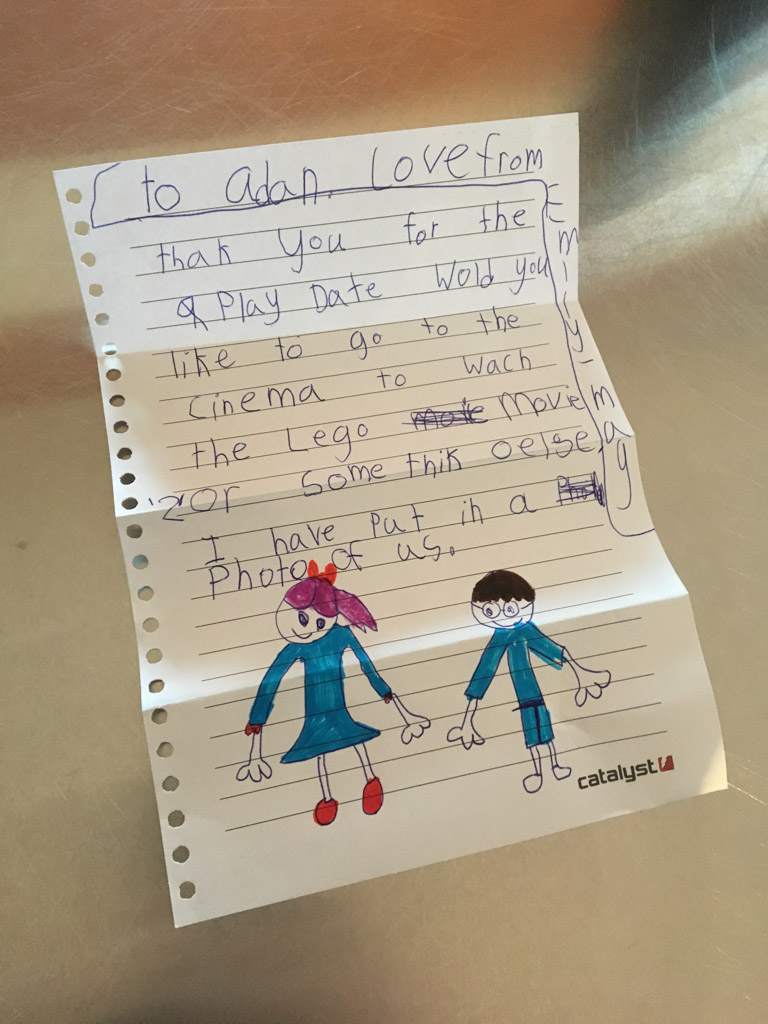 to adan. Love from
Emily-may
thak you for the
Play Date Wold you
like to go to the
cinema to wach
the Lego Movie
or some thik oelse.
I have put in a
Photo of us.
catalyst